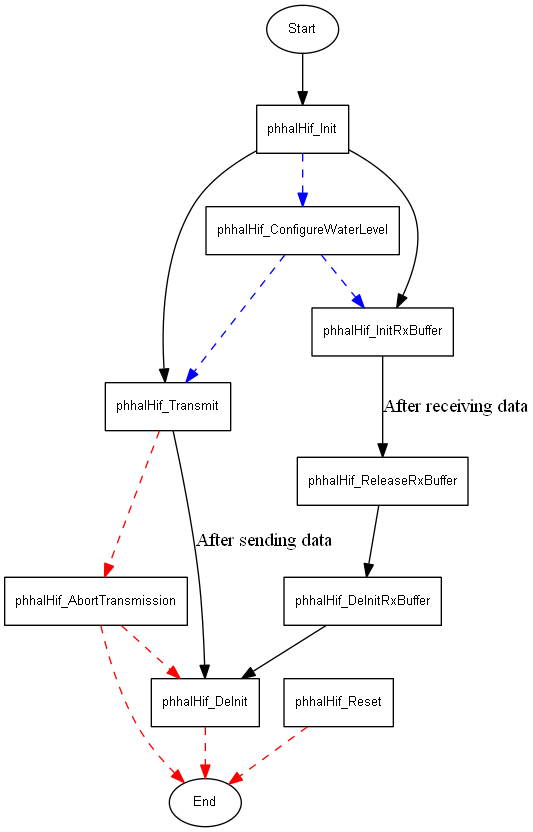 Start
phhalHif_Init
phhalHif_ConfigureWaterLevel
phhalHif_InitRxBuffer
phhalHif_Transmit
After receiving data
phhalHif_ReleaseRxBuffer
After sending data
phhalHif_AbortTransmission
phhalHif_DeInitRxBuffer
phhalHif_DeInit
phhalHif_Reset
End